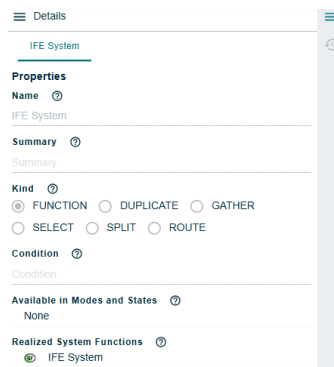 Details
IFE System
Properties
Name
IFE System
Summary
Summary
Kind
FUNCTION DUPLICATE GATHER
SELECT SPLIT ROUTE
Condition
Condition
Available in Modes and States
None
Realized System Functions
IFE System